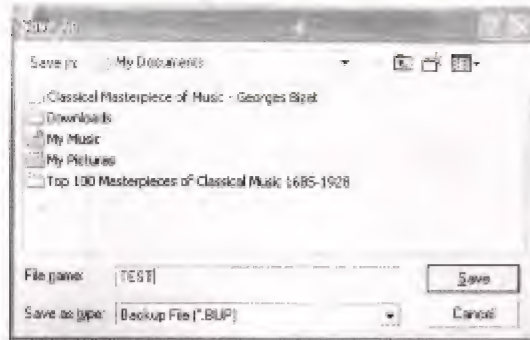 Save in: My Documents
Classical Masterpiece of Music - Georges Bizet
Downloads
My Music
My Pictures
Top 100 Masterpieces of Classical Music 1685-1928
File name: TEST Save
Save as type: Backup File (*.BUP) Cancel